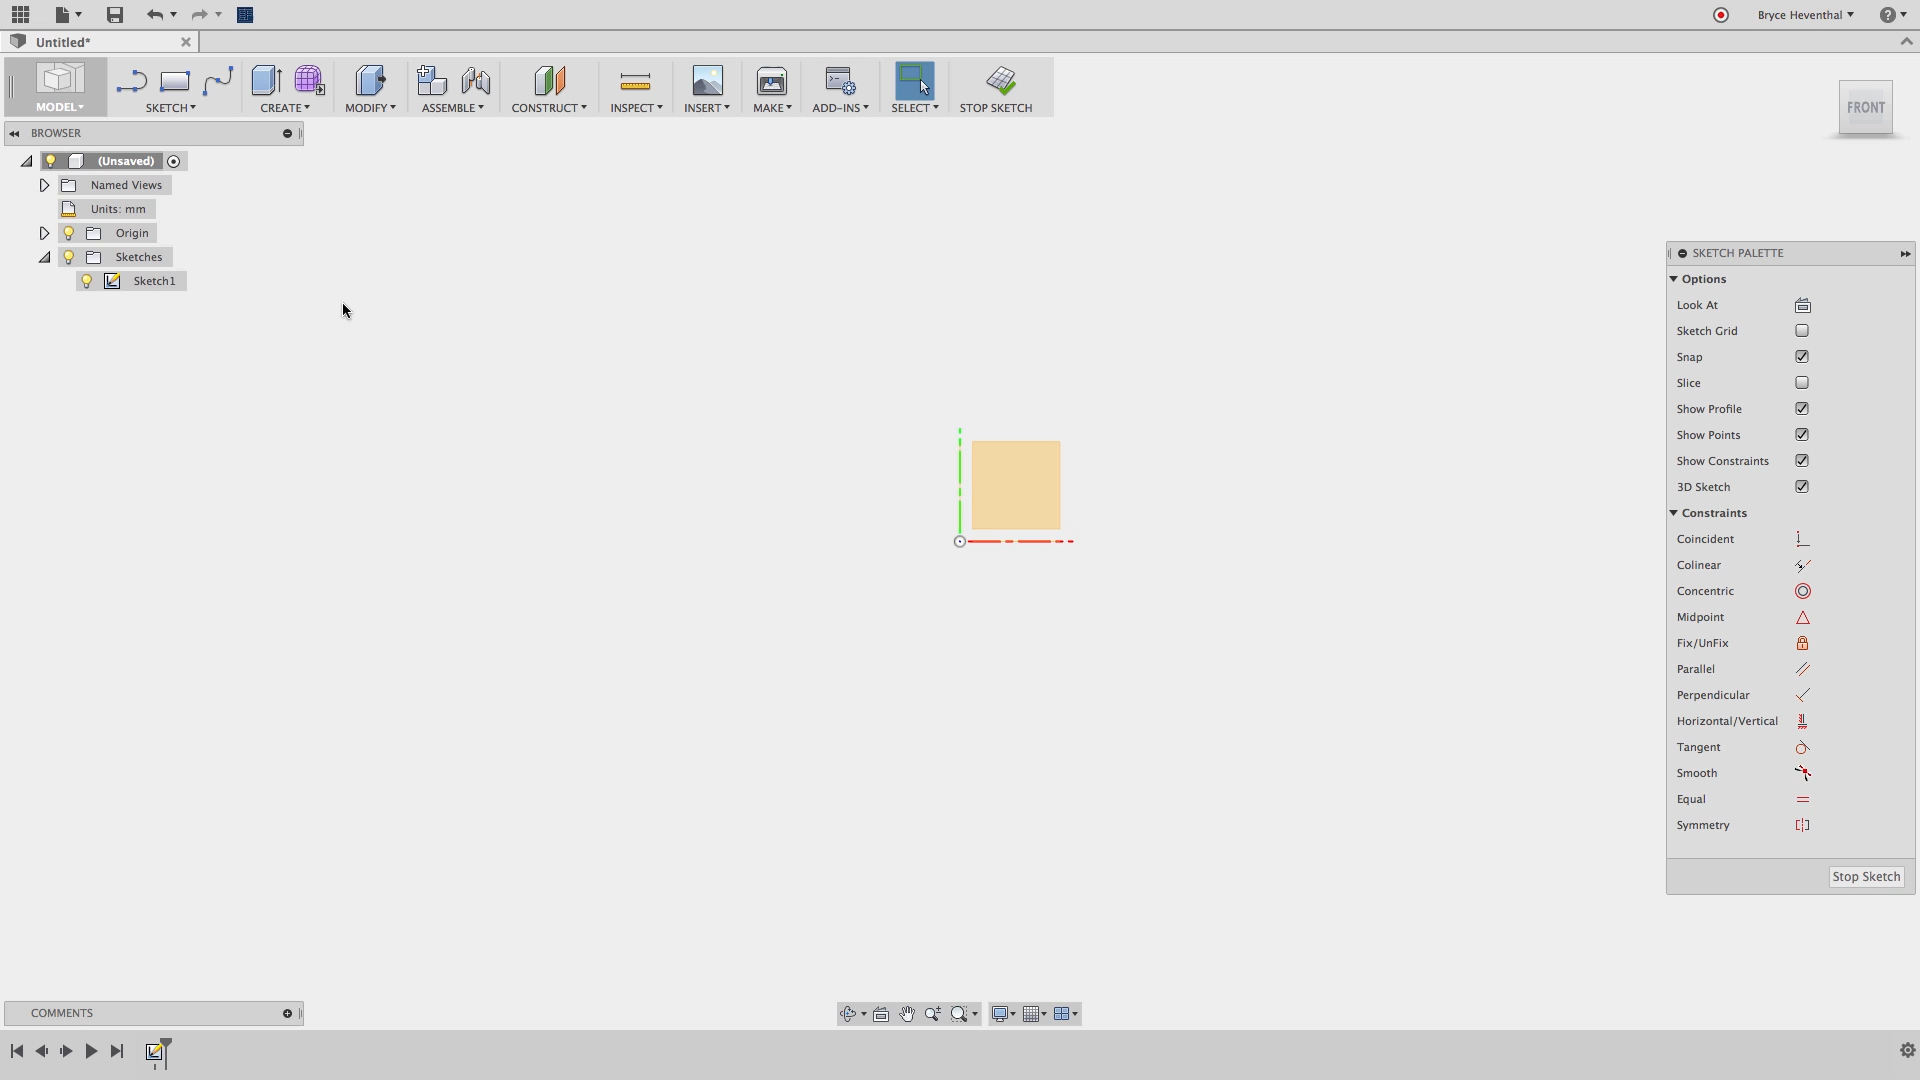 Bryce Heventhal
Untitled*
MODEL
SKETCH
CREATE
MODIFY
ASSEMBLE
CONSTRUCT
INSPECT
INSERT
MAKE
ADD-INS
SELECT
STOP SKETCH
FRONT
BROWSER
(Unsaved)
Named Views
Units: mm
Origin
Sketches
Sketch1
SKETCH PALETTE
Options
Look At
Sketch Grid
Snap
Slice
Show Profile
Show Points
Show Constraints
3D Sketch
Constraints
Coincident
Colinear
Concentric
Midpoint
Fix/UnFix
Parallel
Perpendicular
Horizontal/Vertical
Tangent
Smooth
Equal
Symmetry
Stop Sketch
COMMENTS